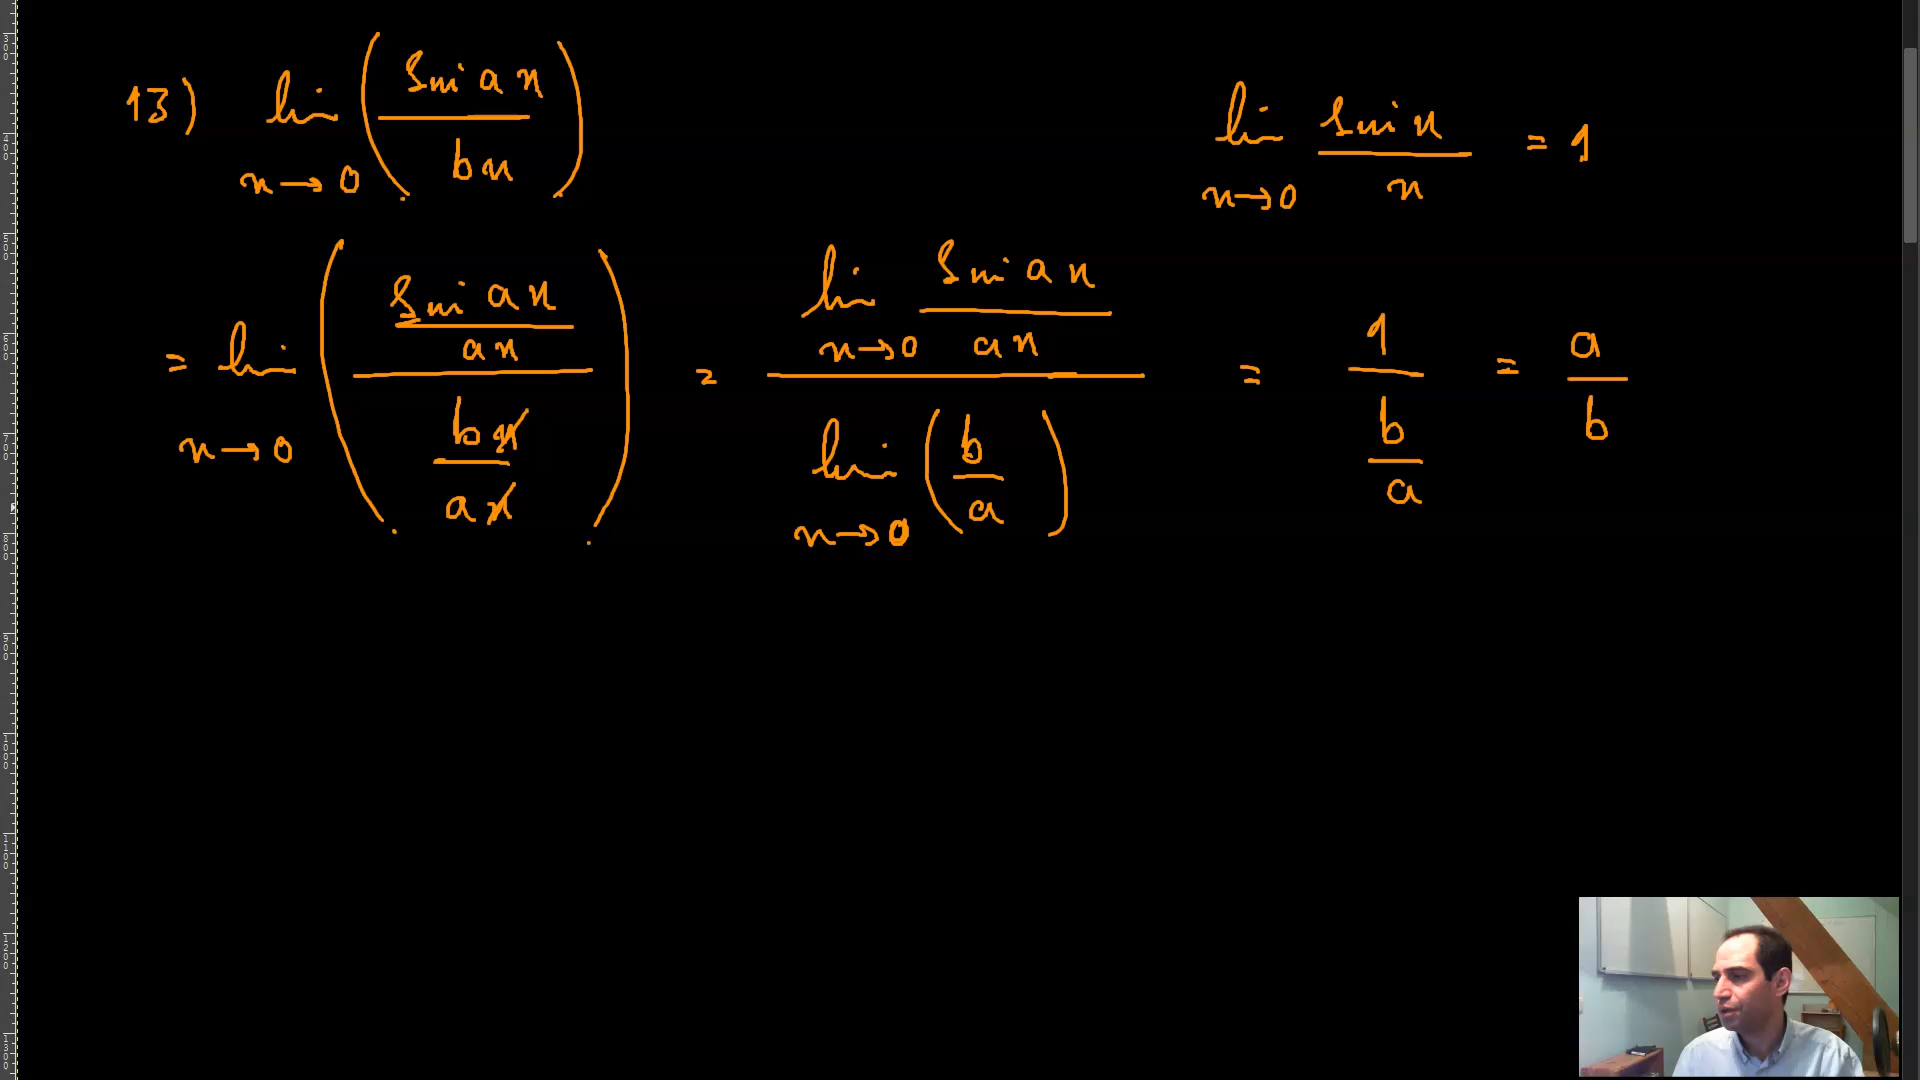 13) lim x→0 (sin ax / bx)
lim x→0 sin x / x = 1
= lim x→0 ((sin ax / ax) / (bx / ax)) = (lim x→0 sin ax / ax) / (lim x→0 (b / a)) = 1 / (b / a) = a / b